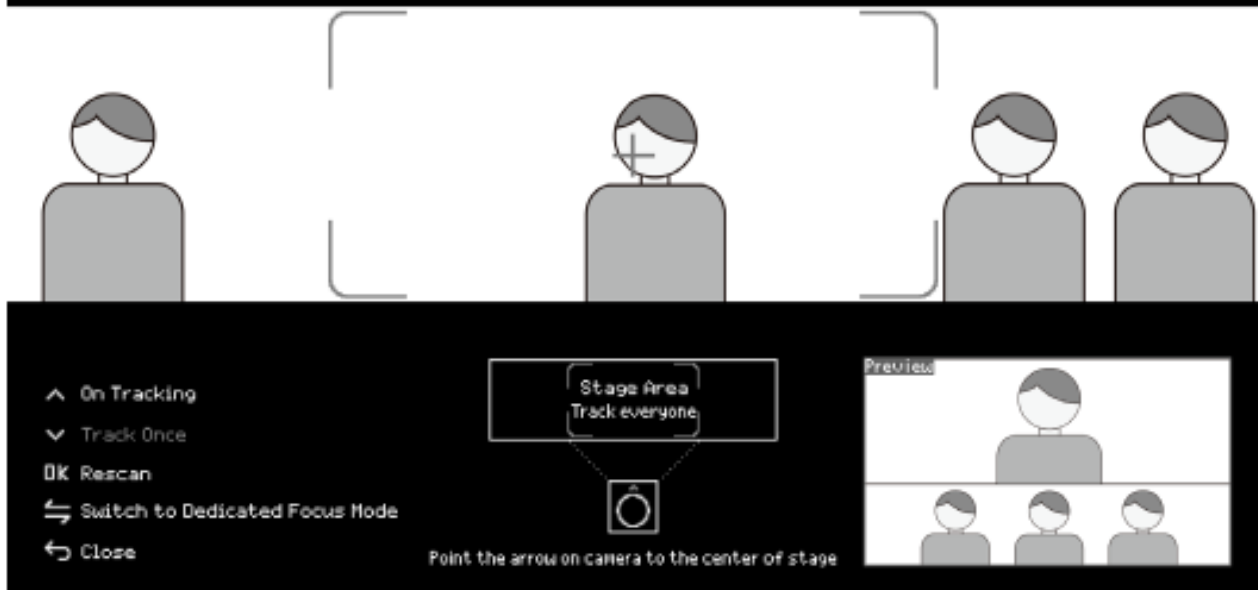 On Tracking
Track Once
OK Rescan
Switch to Dedicated Focus Mode
Close
Stage Area
Track everyone
Point the arrow on camera to the center of stage
Preview